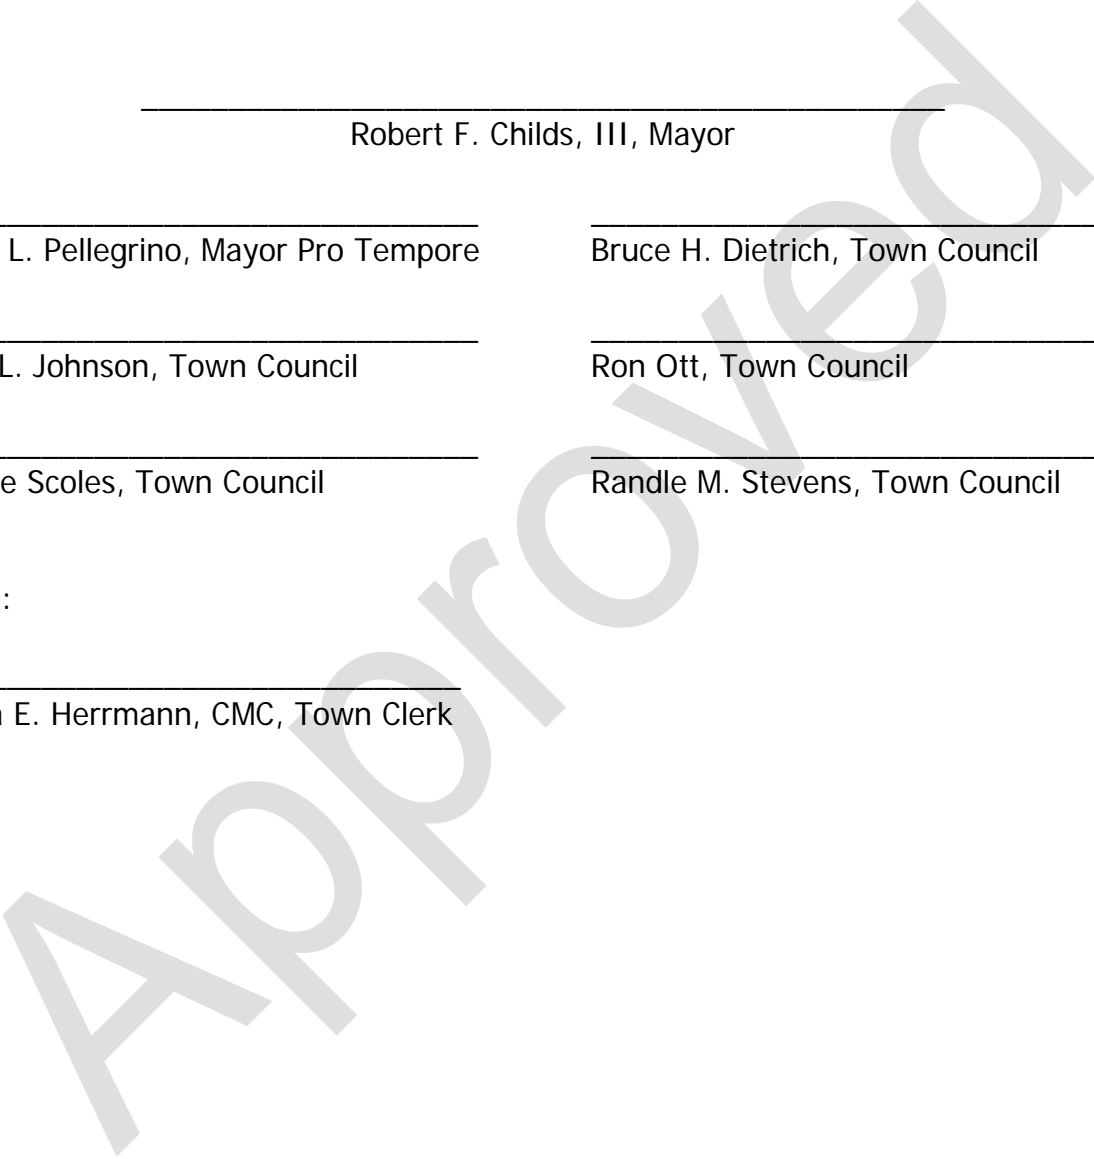 Robert F. Childs, III, Mayor
L. Pellegrino, Mayor Pro Tempore
Bruce H. Dietrich, Town Council
L. Johnson, Town Council
Ron Ott, Town Council
e Scoles, Town Council
Randle M. Stevens, Town Council
:
E. Herrmann, CMC, Town Clerk
Approved